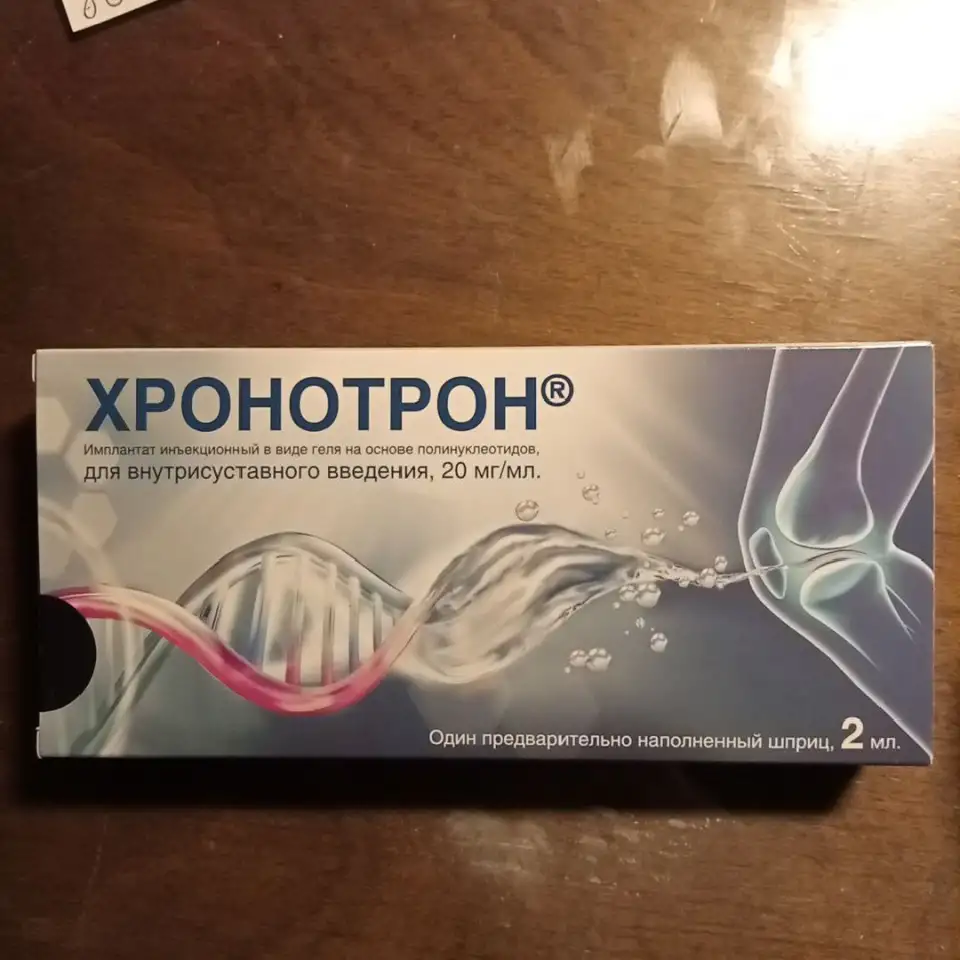 ХРОНОТРОН®
Имплантат инъекционный в виде геля на основе полинуклеотидов,
для внутрисуставного введения, 20 мг/мл.
Один предварительно наполненный шприц, 2 мл.